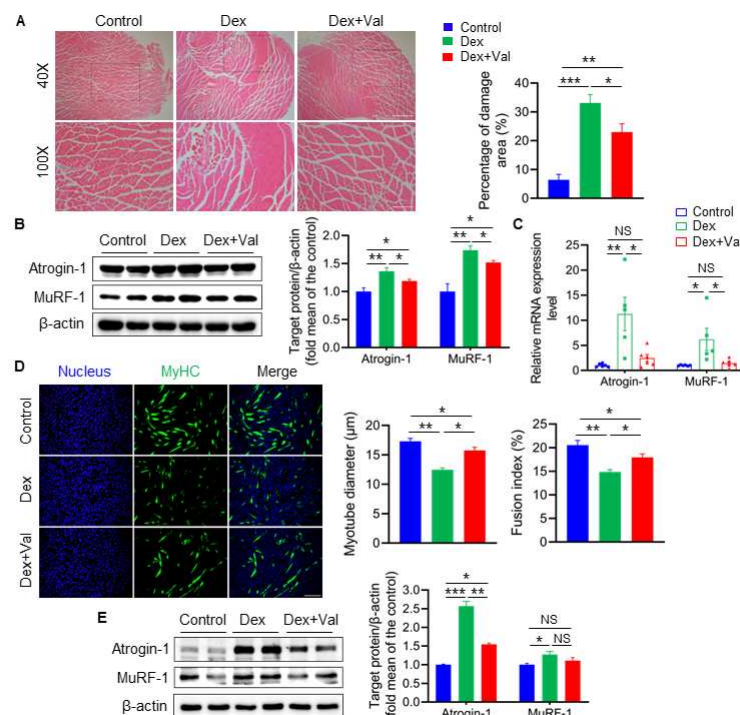 A
Control Dex Dex+Val
40X
100X
Control
Dex
Dex+Val
Percentage of damage
area (%)
40
30
20
10
0
** 
*** *
B
Control Dex Dex+Val
Atrogin-1
MuRF-1
β-actin
Target protein/β-actin
(fold mean of the control)
2.0
1.5
1.0
0.5
0.0
* *
** * ** *
Atrogin-1 MuRF-1
C
Control
Dex
Dex+Val
Relative mRNA expression
level
25
20
15
10
5
0
NS NS
** * * *
Atrogin-1 MuRF-1
D
Nucleus MyHC Merge
Control
Dex
Dex+Val
Myotube diameter (μm)
20
15
10
5
0
*
** *
Fusion index (%)
25
20
15
10
5
0
*
** *
E
Control Dex Dex+Val
Atrogin-1
MuRF-1
β-actin
Target protein/β-actin
(fold mean of the control)
3.0
2.5
2.0
1.5
1.0
0.5
0.0
* NS
*** ** * NS
Atrogin-1 MuRF-1